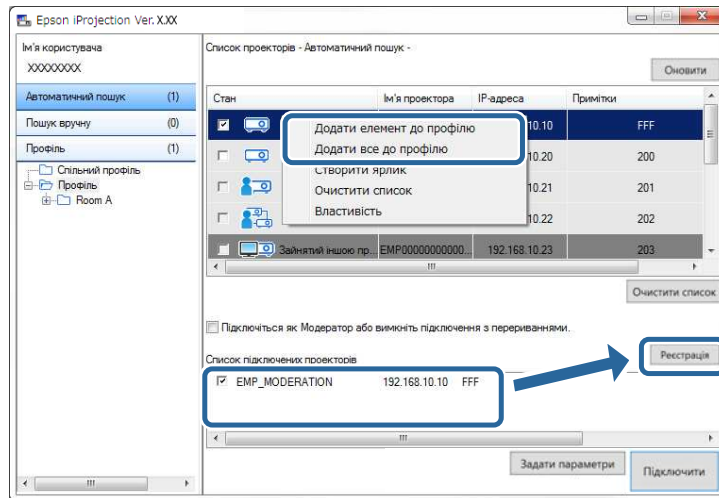 Epson iProjection Ver. X.XX
Ім'я користувача
XXXXXXXX
Автоматичний пошук (1)
Пошук вручну (0)
Профіль (1)
Спільний профіль
Профіль
Room A
Список проекторів - Автоматичний пошук -
Оновити
Стан Ім'я проектора IP-адреса Примітки
10.10 FFF
10.20 200
10.21 201
10.22 202
Зайнятий іншою пр... EMP00000000000... 192.168.10.23 203
Додати елемент до профілю
Додати все до профілю
Створити ярлик
Очистити список
Властивість
Очистити список
Підключіться як Модератор або вимкніть підключення з перериваннями.
Список підключених проекторів
Реєстрація
EMP_MODERATION 192.168.10.10 FFF
Задати параметри
Підключити